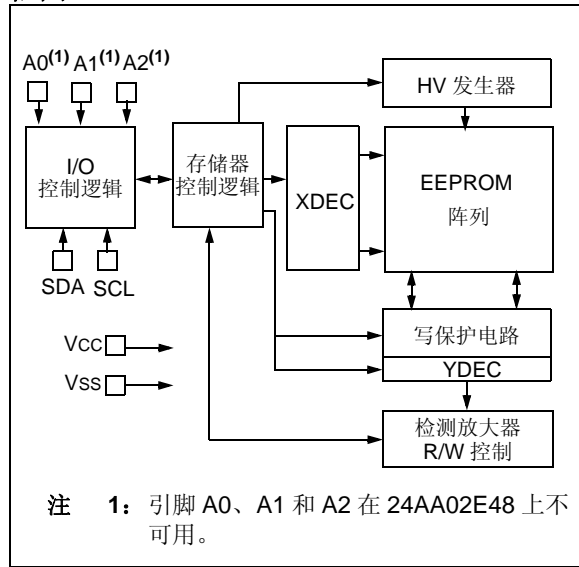 A0(1) A1(1) A2(1)
HV 发生器
I/O
控制逻辑
存储器
控制逻辑
XDEC
EEPROM
阵列
SDA SCL
写保护电路
YDEC
Vcc
Vss
检测放大器
R/W 控制
注 1: 引脚 A0、A1 和 A2 在 24AA02E48 上不
可用。